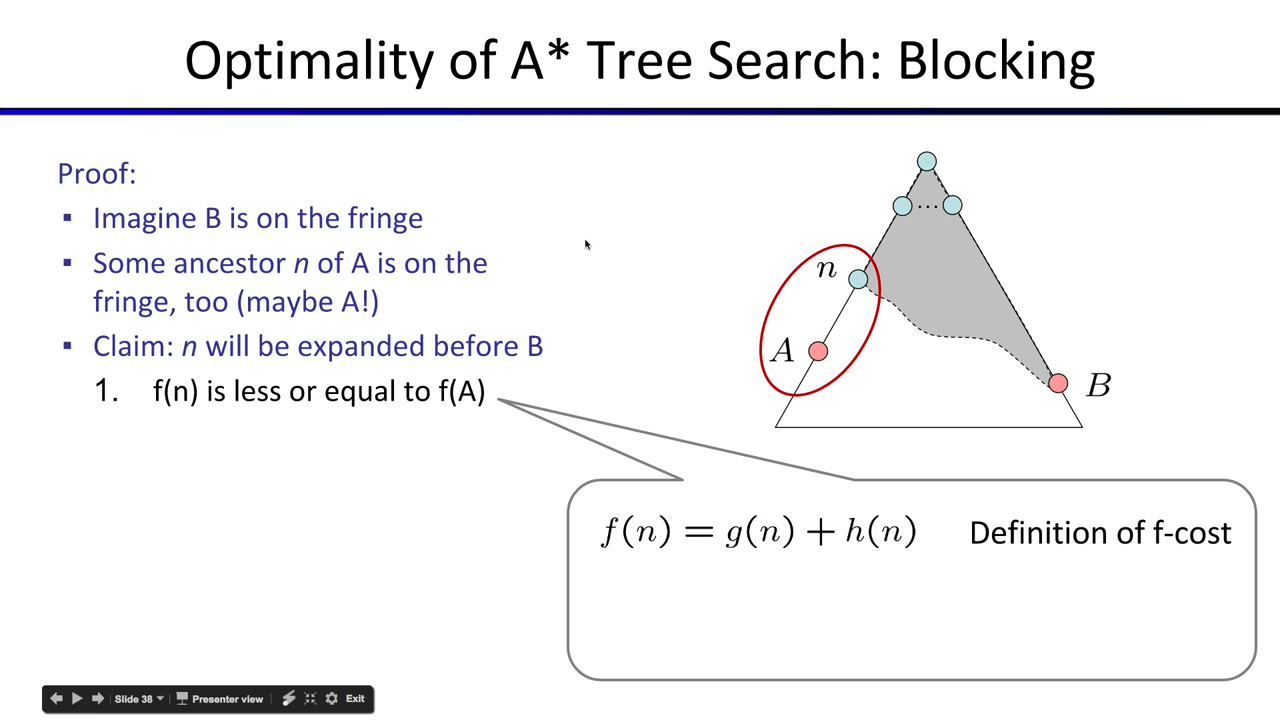 Optimality of A* Tree Search: Blocking
Proof:
▪ Imagine B is on the fringe
▪ Some ancestor n of A is on the
fringe, too (maybe A!)
▪ Claim: n will be expanded before B
1. f(n) is less or equal to f(A)
...
n
A
B
f(n) = g(n) + h(n) Definition of f-cost
Slide 38 Presenter view Exit